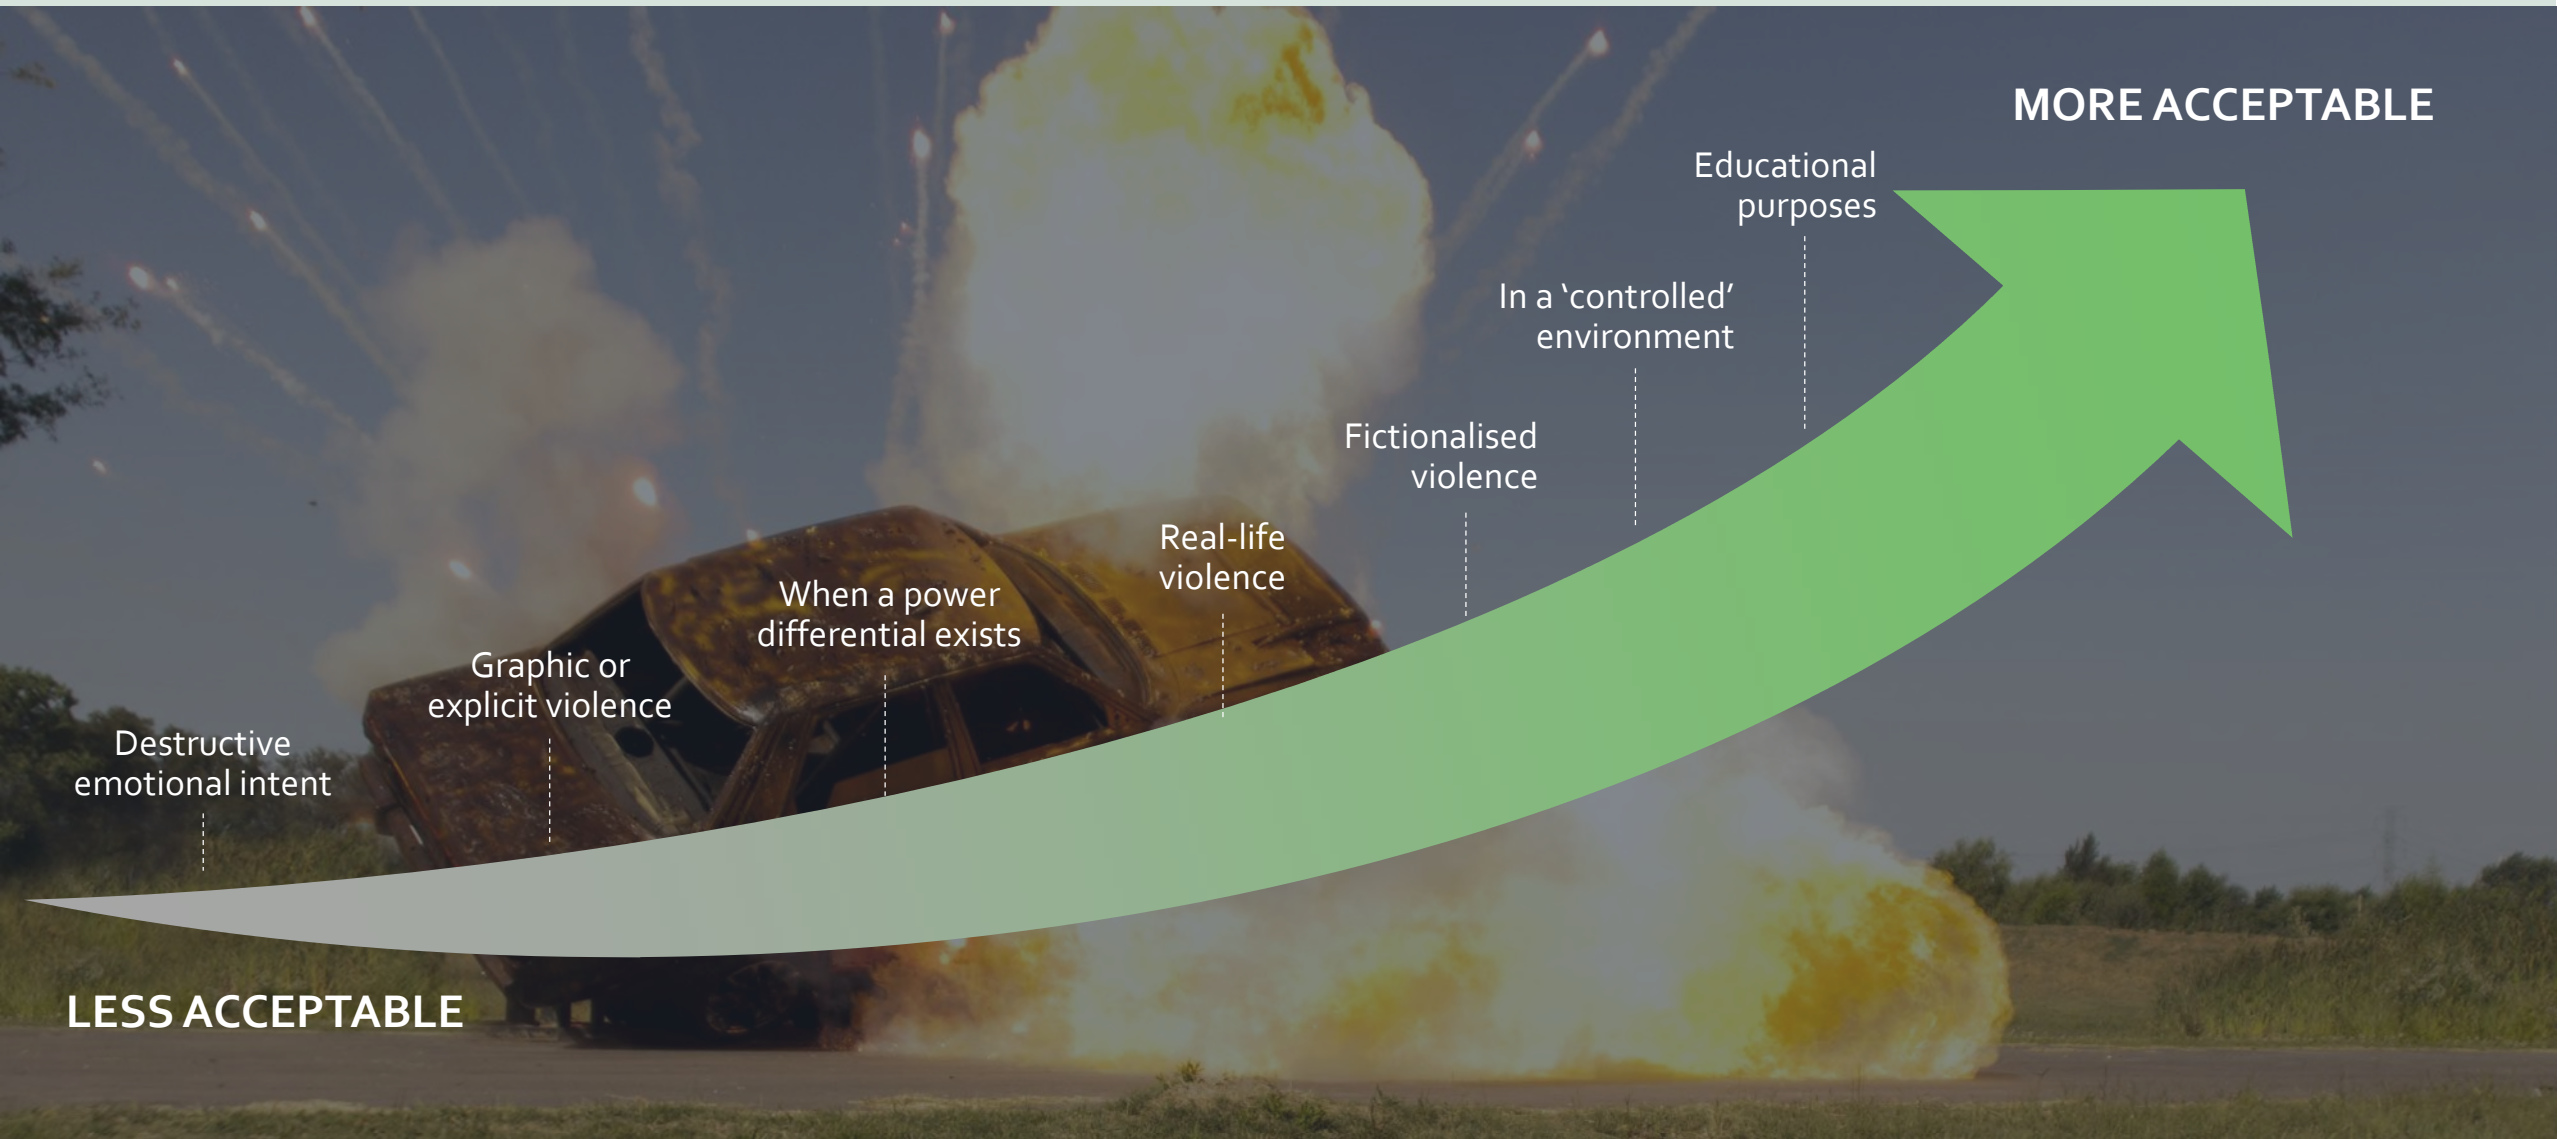 MORE ACCEPTABLE
Educational
purposes
In a ‘controlled’
environment
Fictionalised
violence
Real-life
violence
When a power
differential exists
Graphic or
explicit violence
Destructive
emotional intent
LESS ACCEPTABLE